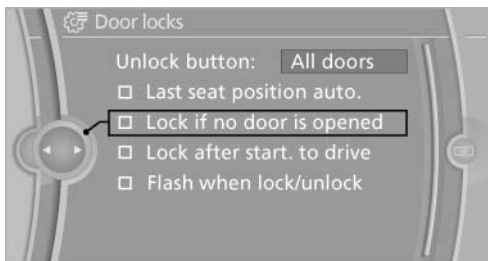 Door locks
Unlock button: All doors
Last seat position auto.
Lock if no door is opened
Lock after start. to drive
Flash when lock/unlock